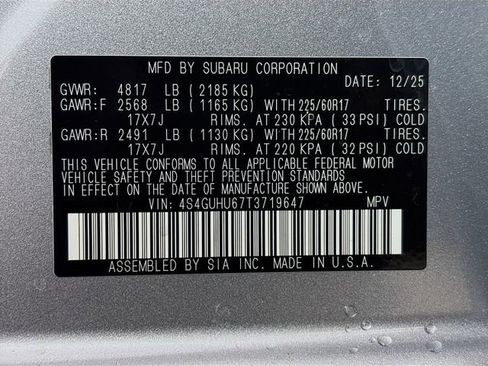 MFD BY SUBARU CORPORATION
DATE: 12/25
GVWR: 4817 LB (2185 KG)
GAWR:F 2568 LB (1165 KG) WITH 225/60R17 TIRES.
17X7J RIMS. AT 230 KPA (33 PSI) COLD
GAWR:R 2491 LB (1130 KG) WITH 225/60R17 TIRES.
17X7J RIMS. AT 220 KPA (32 PSI) COLD
THIS VEHICLE CONFORMS TO ALL APPLICABLE FEDERAL MOTOR
VEHICLE SAFETY AND THEFT PREVENTION STANDARDS
IN EFFECT ON THE DATE OF MANUFACTURE SHOWN ABOVE.
VIN: 4S4GUHU67T3719647 MPV
ASSEMBLED BY SIA INC. MADE IN U.S.A.